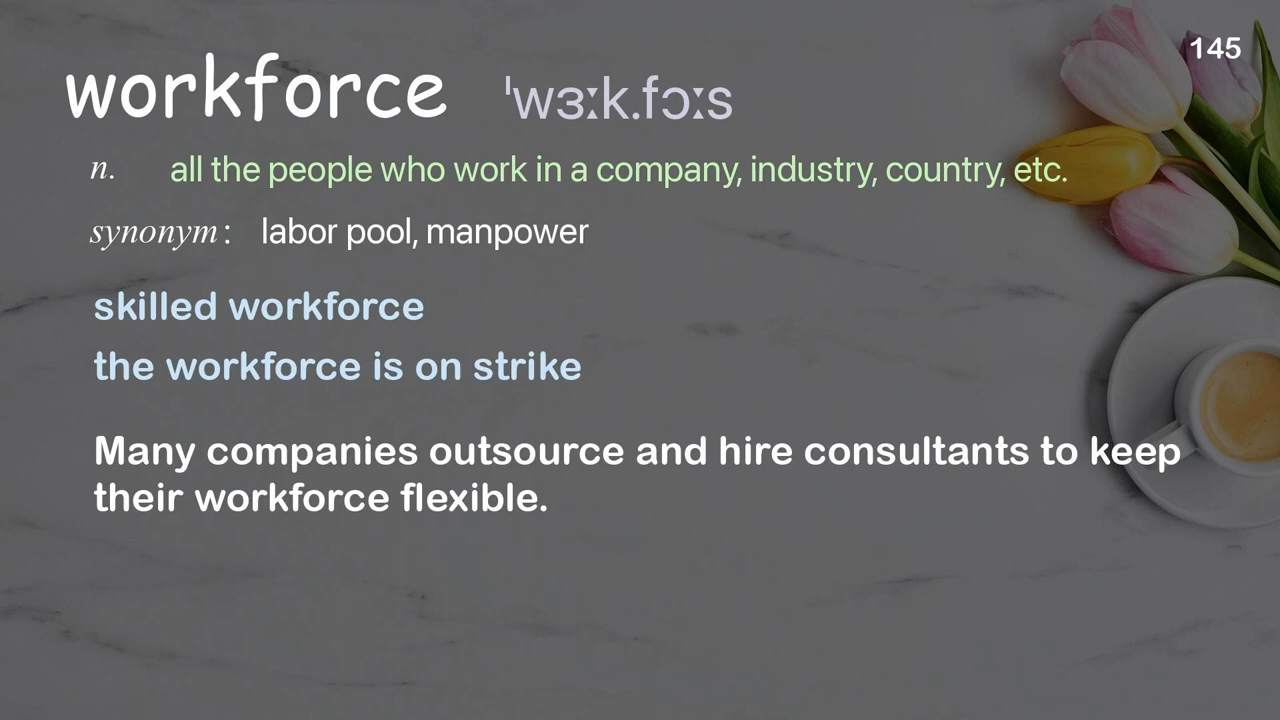 145
workforce ˈwɜːk.fɔːs
n. all the people who work in a company, industry, country, etc.
synonym: labor pool, manpower
skilled workforce
the workforce is on strike
Many companies outsource and hire consultants to keep
their workforce flexible.